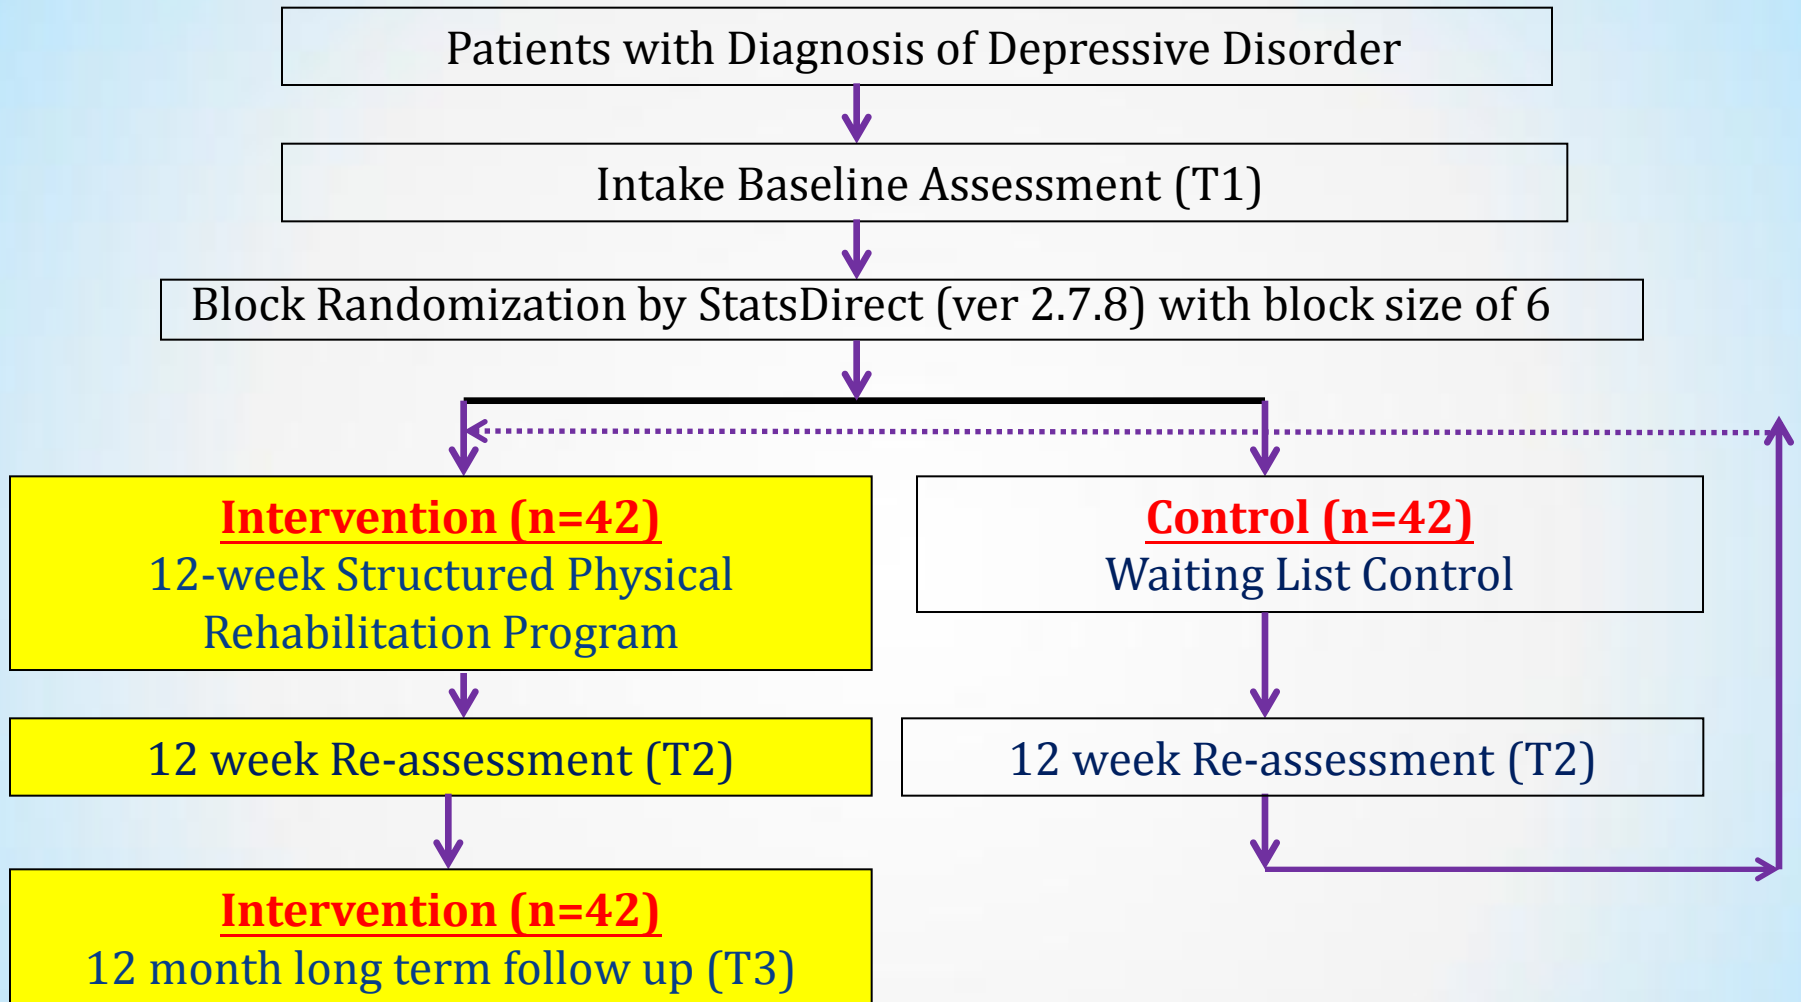 Patients with Diagnosis of Depressive Disorder
Intake Baseline Assessment (T1)
Block Randomization by StatsDirect (ver 2.7.8) with block size of 6
Intervention (n=42)
12-week Structured Physical
Rehabilitation Program
Control (n=42)
Waiting List Control
12 week Re-assessment (T2)
12 week Re-assessment (T2)
Intervention (n=42)
12 month long term follow up (T3)